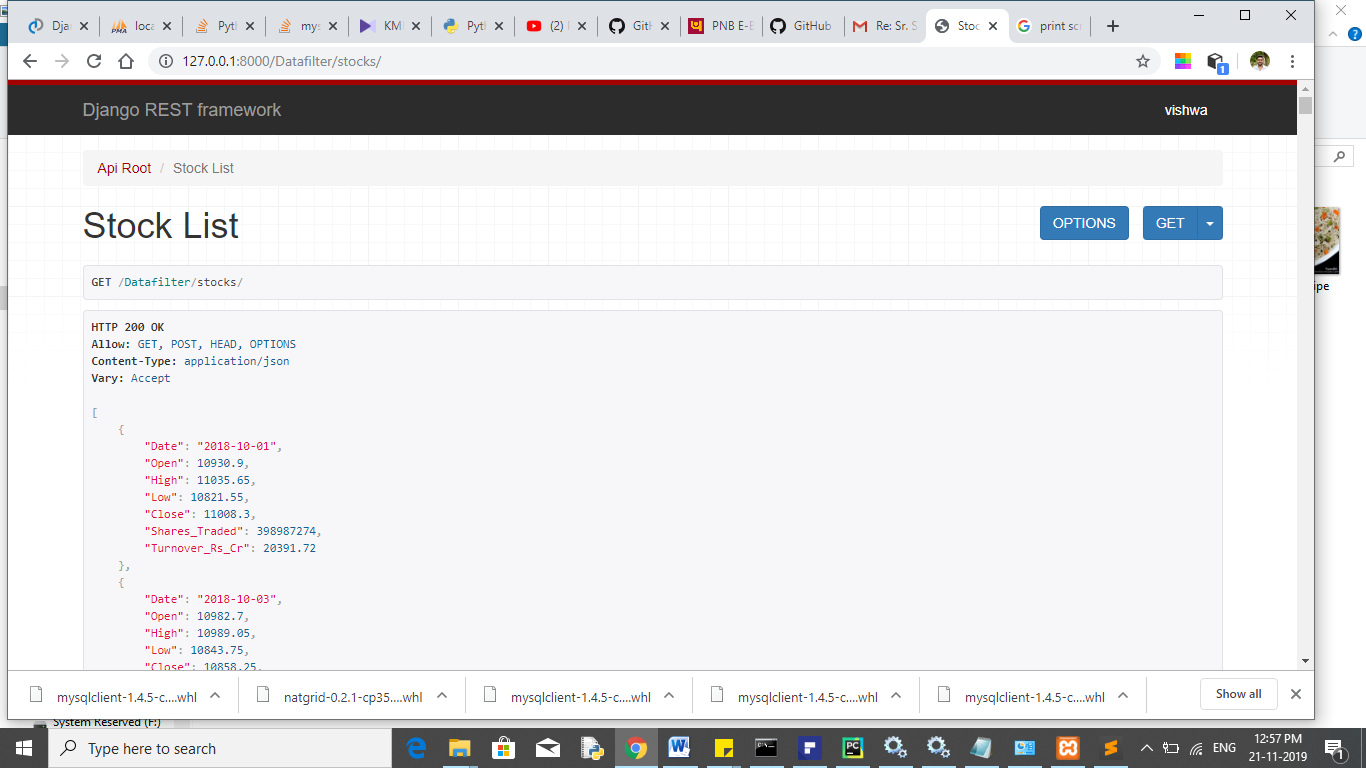 Djan
loca
Pyth
mys
KM
Pyth
(2)
GitH
PNB E-B
GitHub
Re: Sr. S
Stoc
print scr
127.0.0.1:8000/Datafilter/stocks/
1
Django REST framework
vishwa
Api Root / Stock List
Stock List
OPTIONS
GET
GET /Datafilter/stocks/
HTTP 200 OK
Allow: GET, POST, HEAD, OPTIONS
Content-Type: application/json
Vary: Accept
[
{
"Date": "2018-10-01",
"Open": 10930.9,
"High": 11035.65,
"Low": 10821.55,
"Close": 11008.3,
"Shares_Traded": 398987274,
"Turnover_Rs_Cr": 20391.72
},
{
"Date": "2018-10-03",
"Open": 10982.7,
"High": 10989.05,
"Low": 10843.75,
"Close": 10858.25,
ipe
mysqlclient-1.4.5-c....whl
natgrid-0.2.1-cp35....whl
mysqlclient-1.4.5-c....whl
mysqlclient-1.4.5-c....whl
mysqlclient-1.4.5-c....whl
Show all
System Reserved (F:)
Type here to search
ENG
12:57 PM
21-11-2019
1